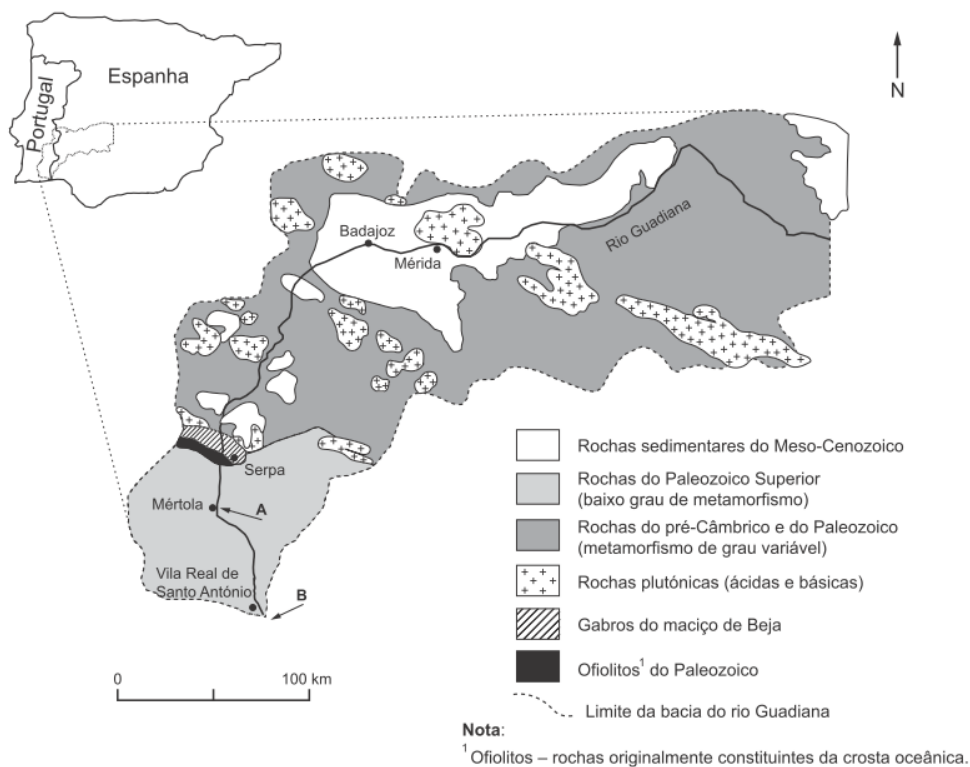 Espanha
Portugal
N
Rio Guadiana
Badajoz
Mérida
Serpa
Mértola
A
Vila Real de
Santo António
B
0 100 km
Rochas sedimentares do Meso-Cenozoico
Rochas do Paleozoico Superior
(baixo grau de metamorfismo)
Rochas do pré-Câmbrico e do Paleozoico
(metamorfismo de grau variável)
Rochas plutónicas (ácidas e básicas)
Gabros do maciço de Beja
Ofiolitos¹ do Paleozoico
Limite da bacia do rio Guadiana
Nota:
¹ Ofiolitos – rochas originalmente constituintes da crosta oceânica.